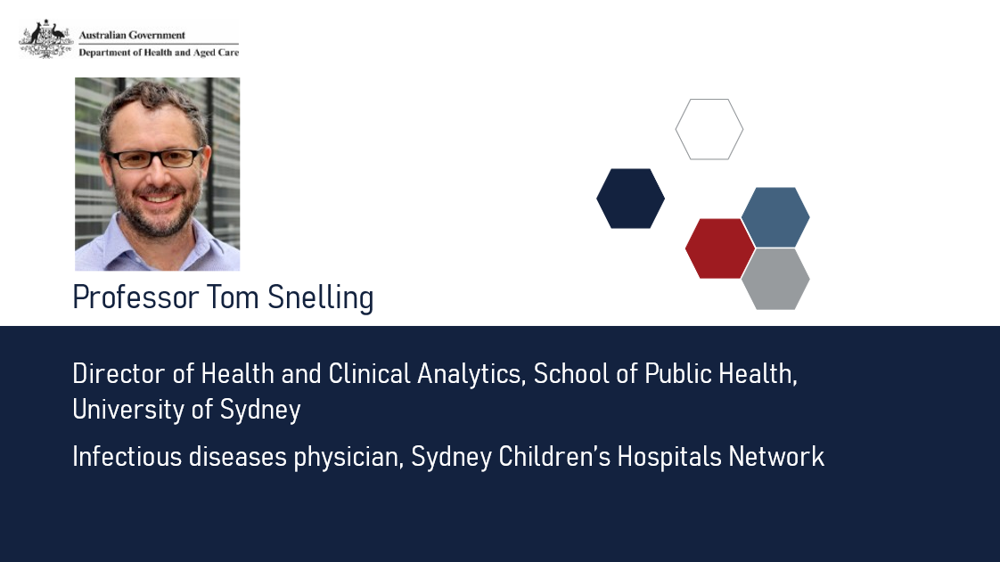 Australian Government
Department of Health and Aged Care
Professor Tom Snelling
Director of Health and Clinical Analytics, School of Public Health,
University of Sydney
Infectious diseases physician, Sydney Children’s Hospitals Network